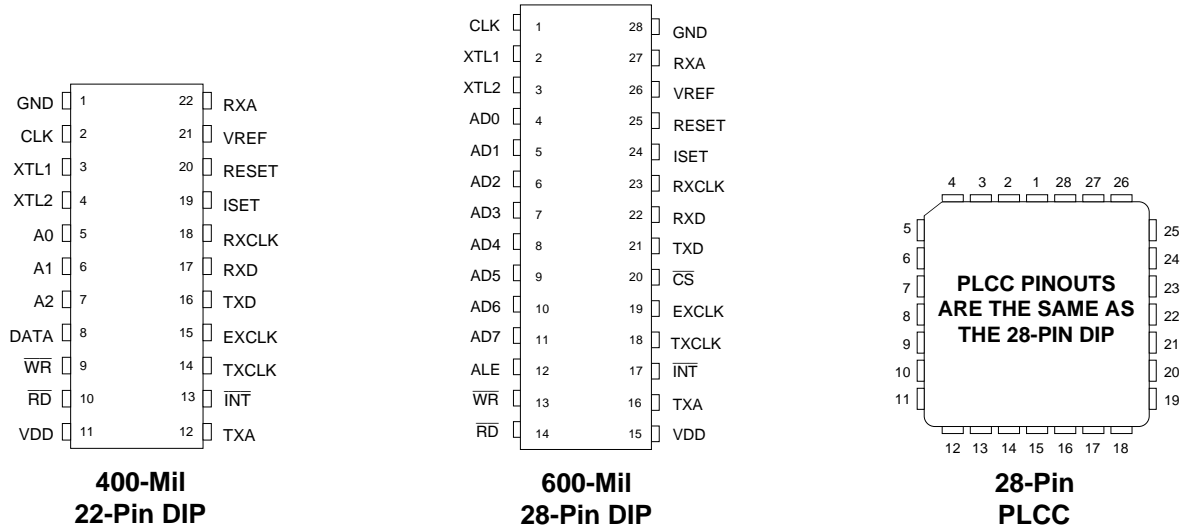 GND 1 22 RXA
CLK 2 21 VREF
XTL1 3 20 RESET
XTL2 4 19 ISET
A0 5 18 RXCLK
A1 6 17 RXD
A2 7 16 TXD
DATA 8 15 EXCLK
W̅R̅ 9 14 TXCLK
R̅D̅ 10 13 I̅N̅T̅
VDD 11 12 TXA
400-Mil
22-Pin DIP
CLK 1 28 GND
XTL1 2 27 RXA
XTL2 3 26 VREF
AD0 4 25 RESET
AD1 5 24 ISET
AD2 6 23 RXCLK
AD3 7 22 RXD
AD4 8 21 TXD
AD5 9 20 C̅S̅
AD6 10 19 EXCLK
AD7 11 18 TXCLK
ALE 12 17 I̅N̅T̅
W̅R̅ 13 16 TXA
R̅D̅ 14 15 VDD
600-Mil
28-Pin DIP
4 3 2 1 28 27 26
5 25
6 24
7 PLCC PINOUTS 23
8 ARE THE SAME AS 22
9 THE 28-PIN DIP 21
10 20
11 19
12 13 14 15 16 17 18
28-Pin
PLCC